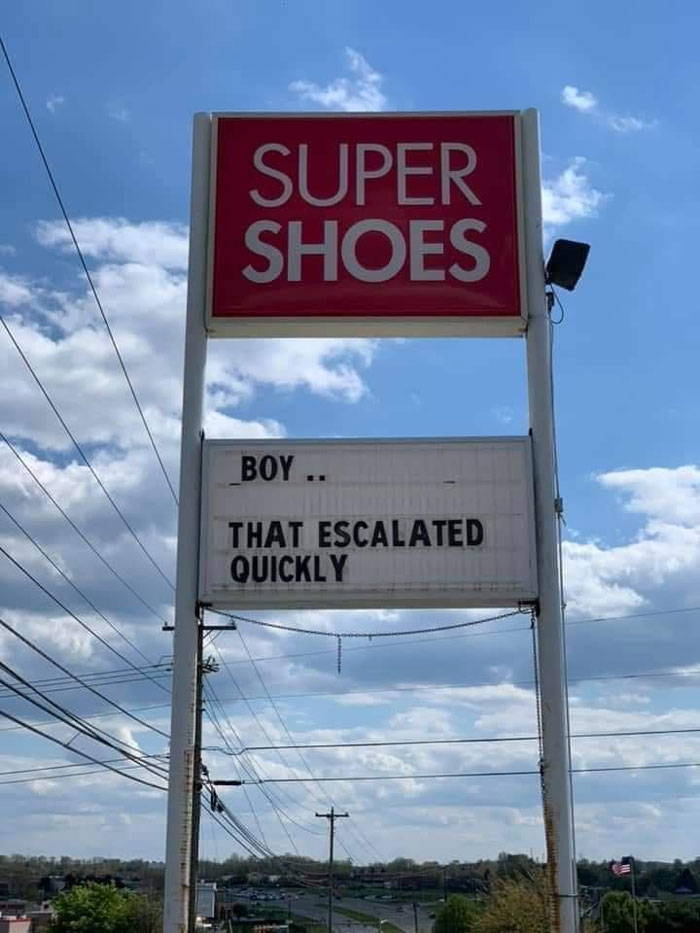 SUPER
SHOES
BOY ..
THAT ESCALATED
QUICKLY